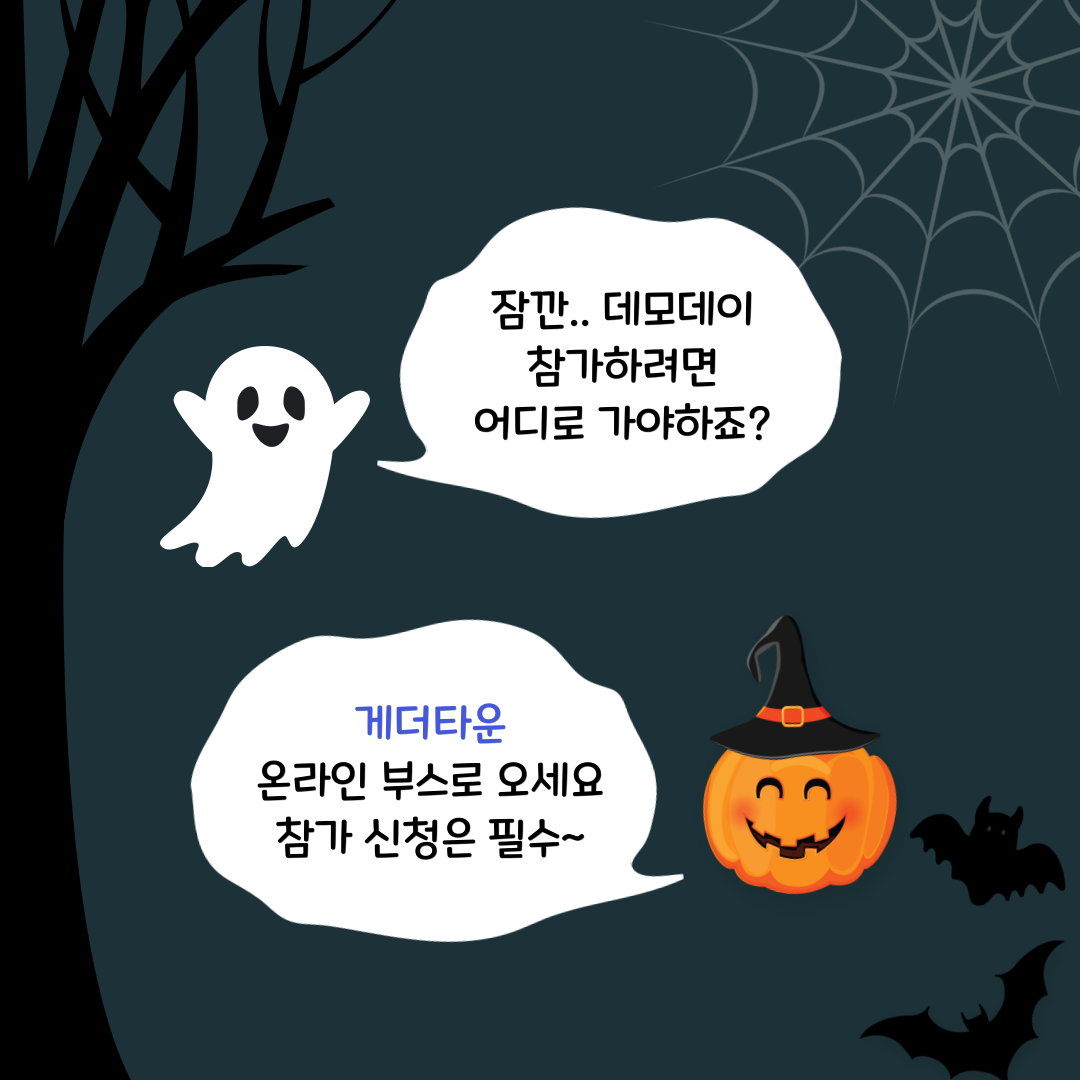 잠깐.. 데모데이
참가하려면
어디로 가야하죠?
게더타운
온라인 부스로 오세요
참가 신청은 필수~